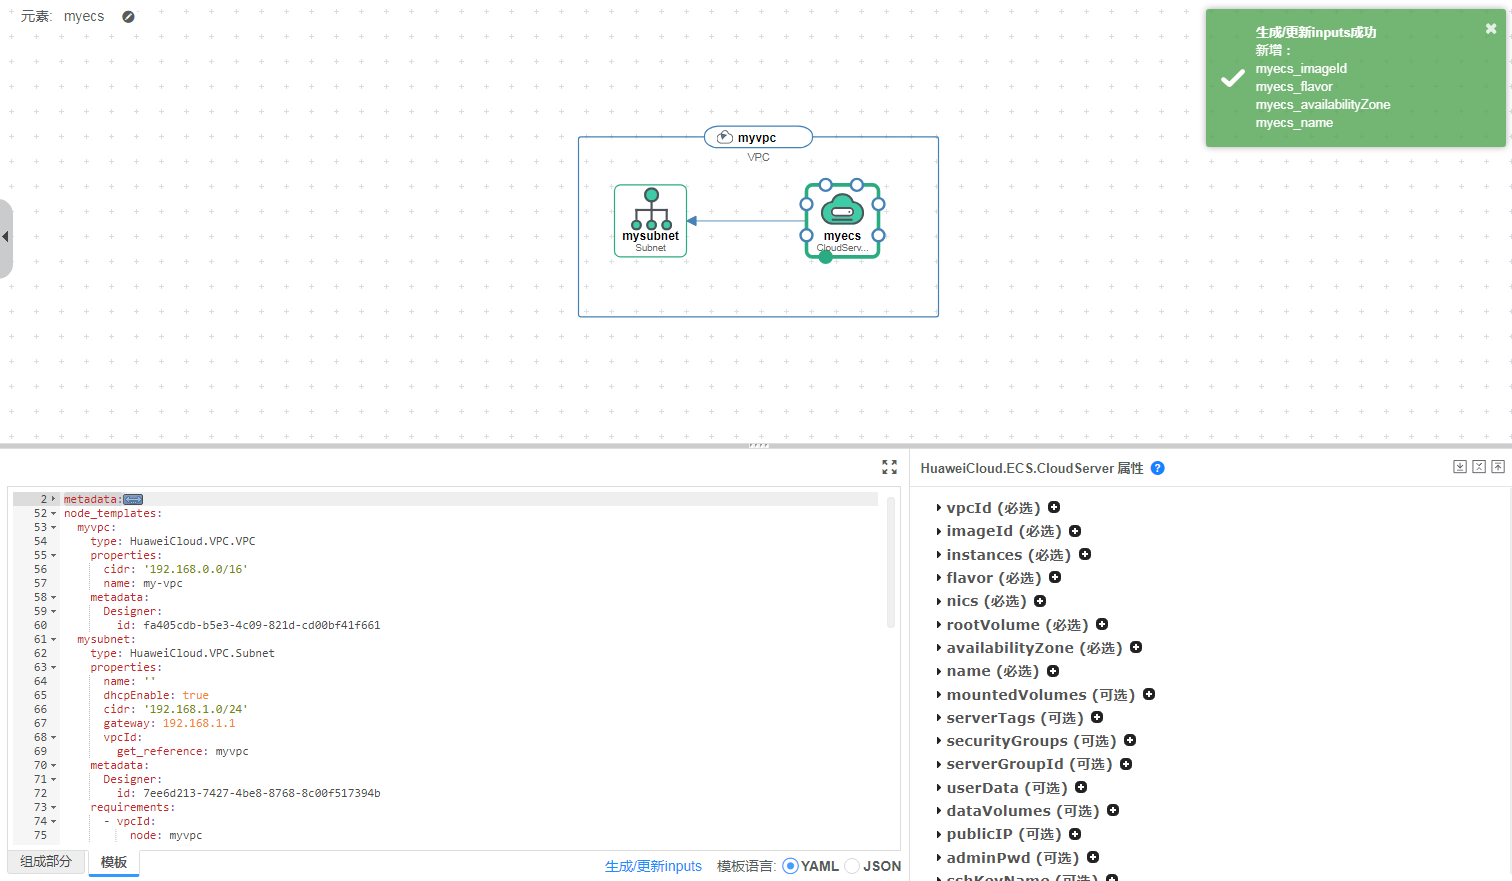 元素: myecs
生成/更新inputs成功
新增：
myecs_imageId
myecs_flavor
myecs_availabilityZone
myecs_name
myvpc
VPC
mysubnet
Subnet
myecs
CloudServ...
2 metadata:
52 node_templates:
53 myvpc:
54 type: HuaweiCloud.VPC.VPC
55 properties:
56 cidr: '192.168.0.0/16'
57 name: my-vpc
58 metadata:
59 Designer:
60 id: fa405cdb-b5e3-4c09-821d-cd00bf41f661
61 mysubnet:
62 type: HuaweiCloud.VPC.Subnet
63 properties:
64 name: ''
65 dhcpEnable: true
66 cidr: '192.168.1.0/24'
67 gateway: 192.168.1.1
68 vpcId:
69 get_reference: myvpc
70 metadata:
71 Designer:
72 id: 7ee6d213-7427-4be8-8768-8c00f517394b
73 requirements:
74 - vpcId:
75 node: myvpc
组成部分 模板 生成/更新inputs 模板语言: YAML JSON
HuaweiCloud.ECS.CloudServer 属性 ?
vpcId (必选)
imageId (必选)
instances (必选)
flavor (必选)
nics (必选)
rootVolume (必选)
availabilityZone (必选)
name (必选)
mountedVolumes (可选)
serverTags (可选)
securityGroups (可选)
serverGroupId (可选)
userData (可选)
dataVolumes (可选)
publicIP (可选)
adminPwd (可选)
sshKeyName (可选)